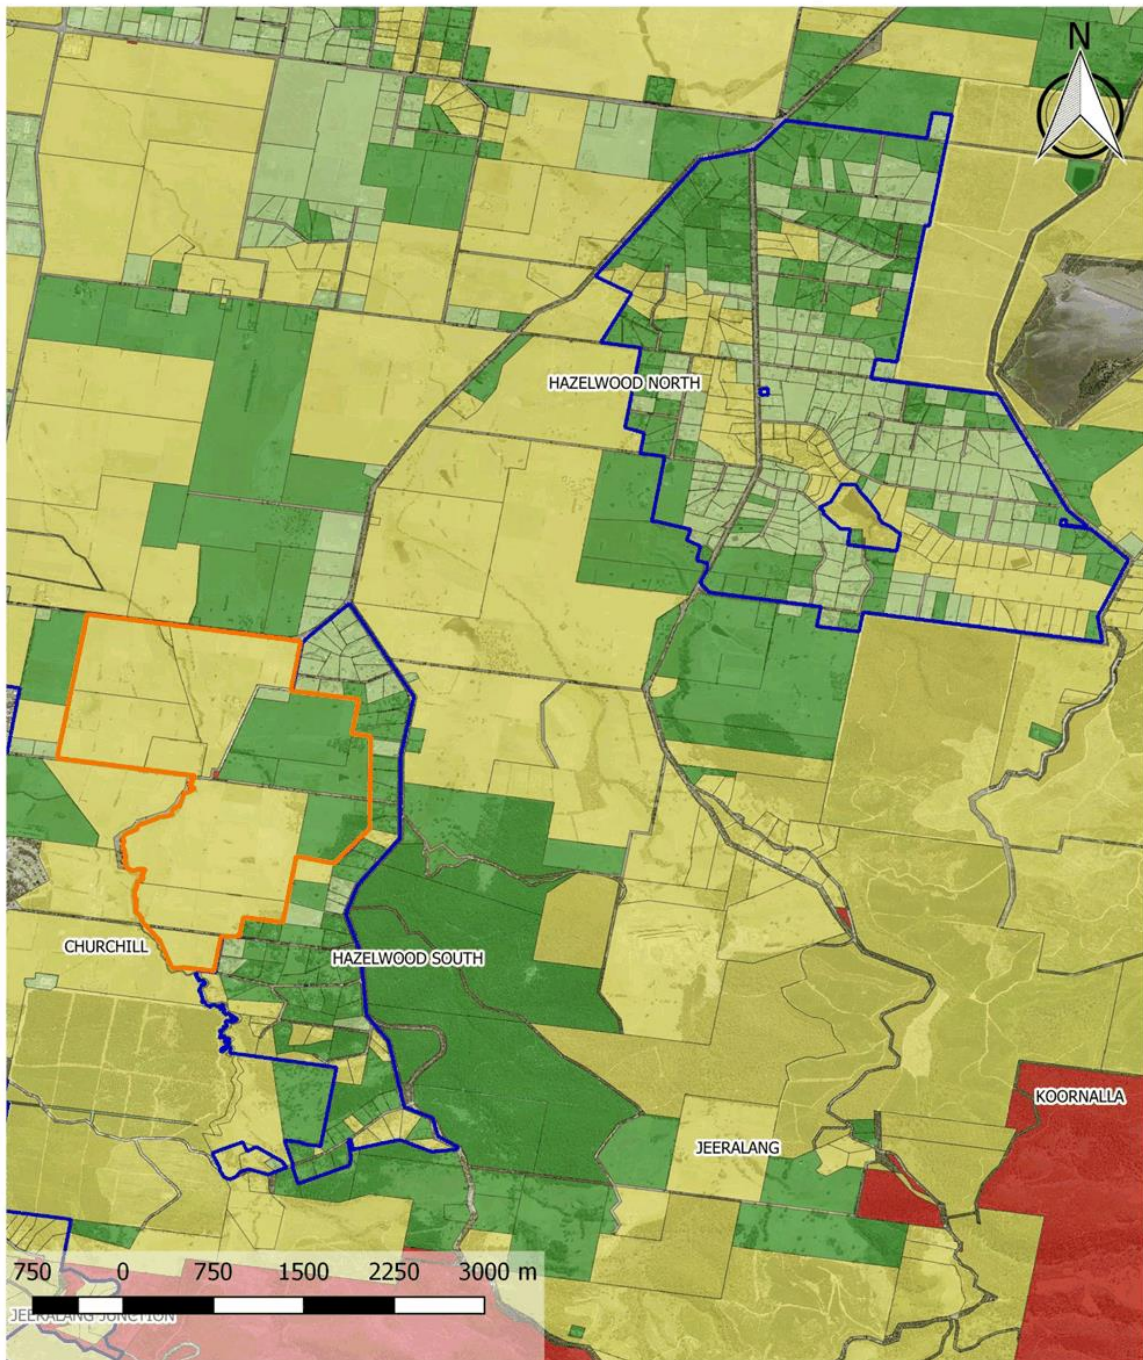 N
HAZELWOOD NORTH
CHURCHILL
HAZELWOOD SOUTH
KOORNALLA
JEERALANG
750 0 750 1500 2250 3000 m
JEERALANG JUNCTION